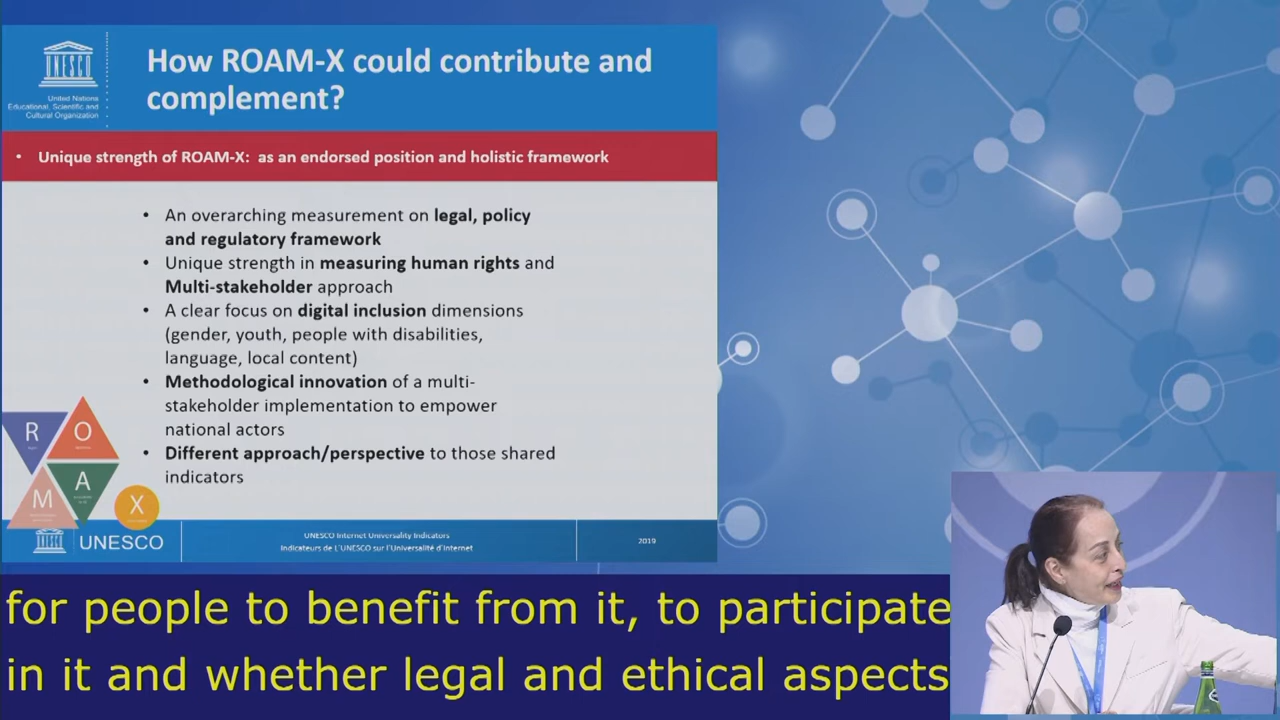 UNESCO
United Nations
Educational, Scientific and
Cultural Organization
How ROAM-X could contribute and
complement?
• Unique strength of ROAM-X: as an endorsed position and holistic framework
• An overarching measurement on legal, policy
and regulatory framework
• Unique strength in measuring human rights and
Multi-stakeholder approach
• A clear focus on digital inclusion dimensions
(gender, youth, people with disabilities,
language, local content)
• Methodological innovation of a multi-
stakeholder implementation to empower
national actors
• Different approach/perspective to those shared
indicators
R
O
A
M
X
UNESCO
UNESCO Internet Universality Indicators
Indicateurs de L'UNESCO sur l'Universalité d'Internet
2019
for people to benefit from it, to participate
in it and whether legal and ethical aspects